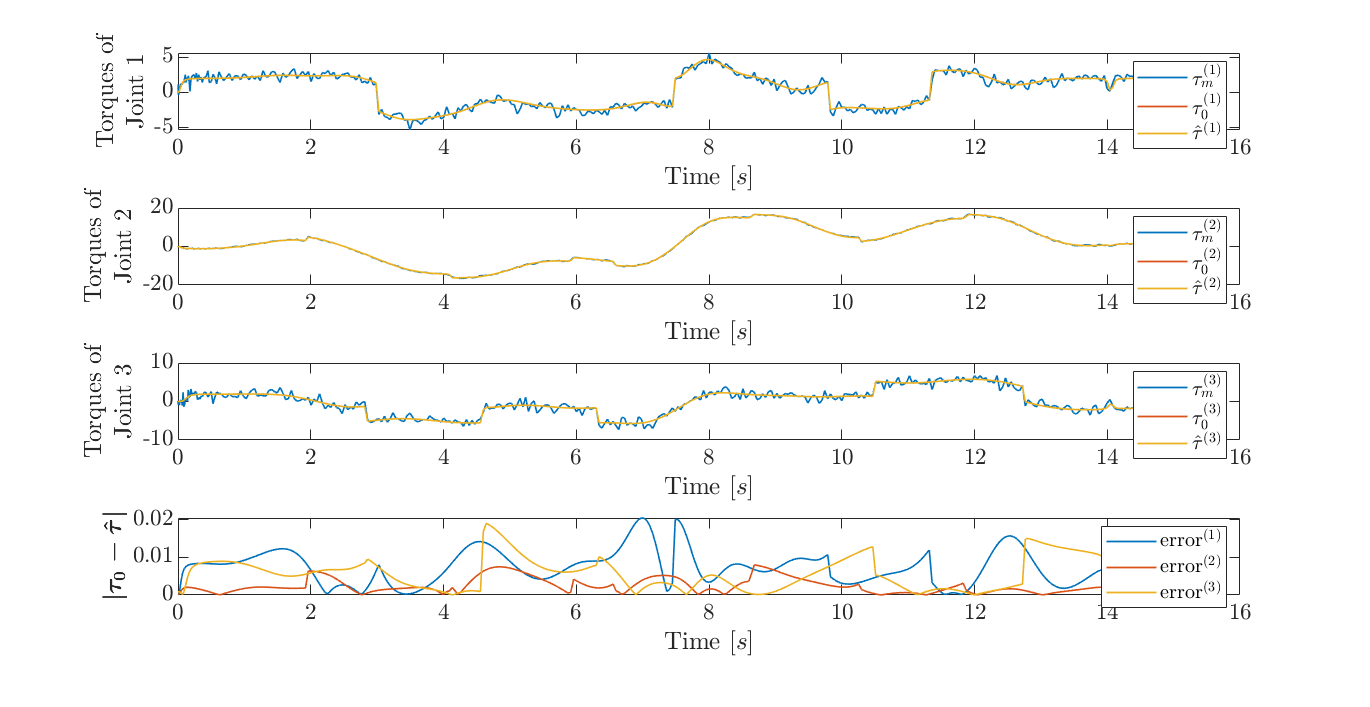 Torques of
Joint 1
5
0
-5
0 2 4 6 8 10 12 14 16
Time [s]
τₘ⁽¹⁾
τ₀⁽¹⁾
τ̂⁽¹⁾
Torques of
Joint 2
20
0
-20
0 2 4 6 8 10 12 14 16
Time [s]
τₘ⁽²⁾
τ₀⁽²⁾
τ̂⁽²⁾
Torques of
Joint 3
10
0
-10
0 2 4 6 8 10 12 14 16
Time [s]
τₘ⁽³⁾
τ₀⁽³⁾
τ̂⁽³⁾
|τ₀ − τ̂|
0.02
0.01
0
0 2 4 6 8 10 12 14 16
Time [s]
error⁽¹⁾
error⁽²⁾
error⁽³⁾